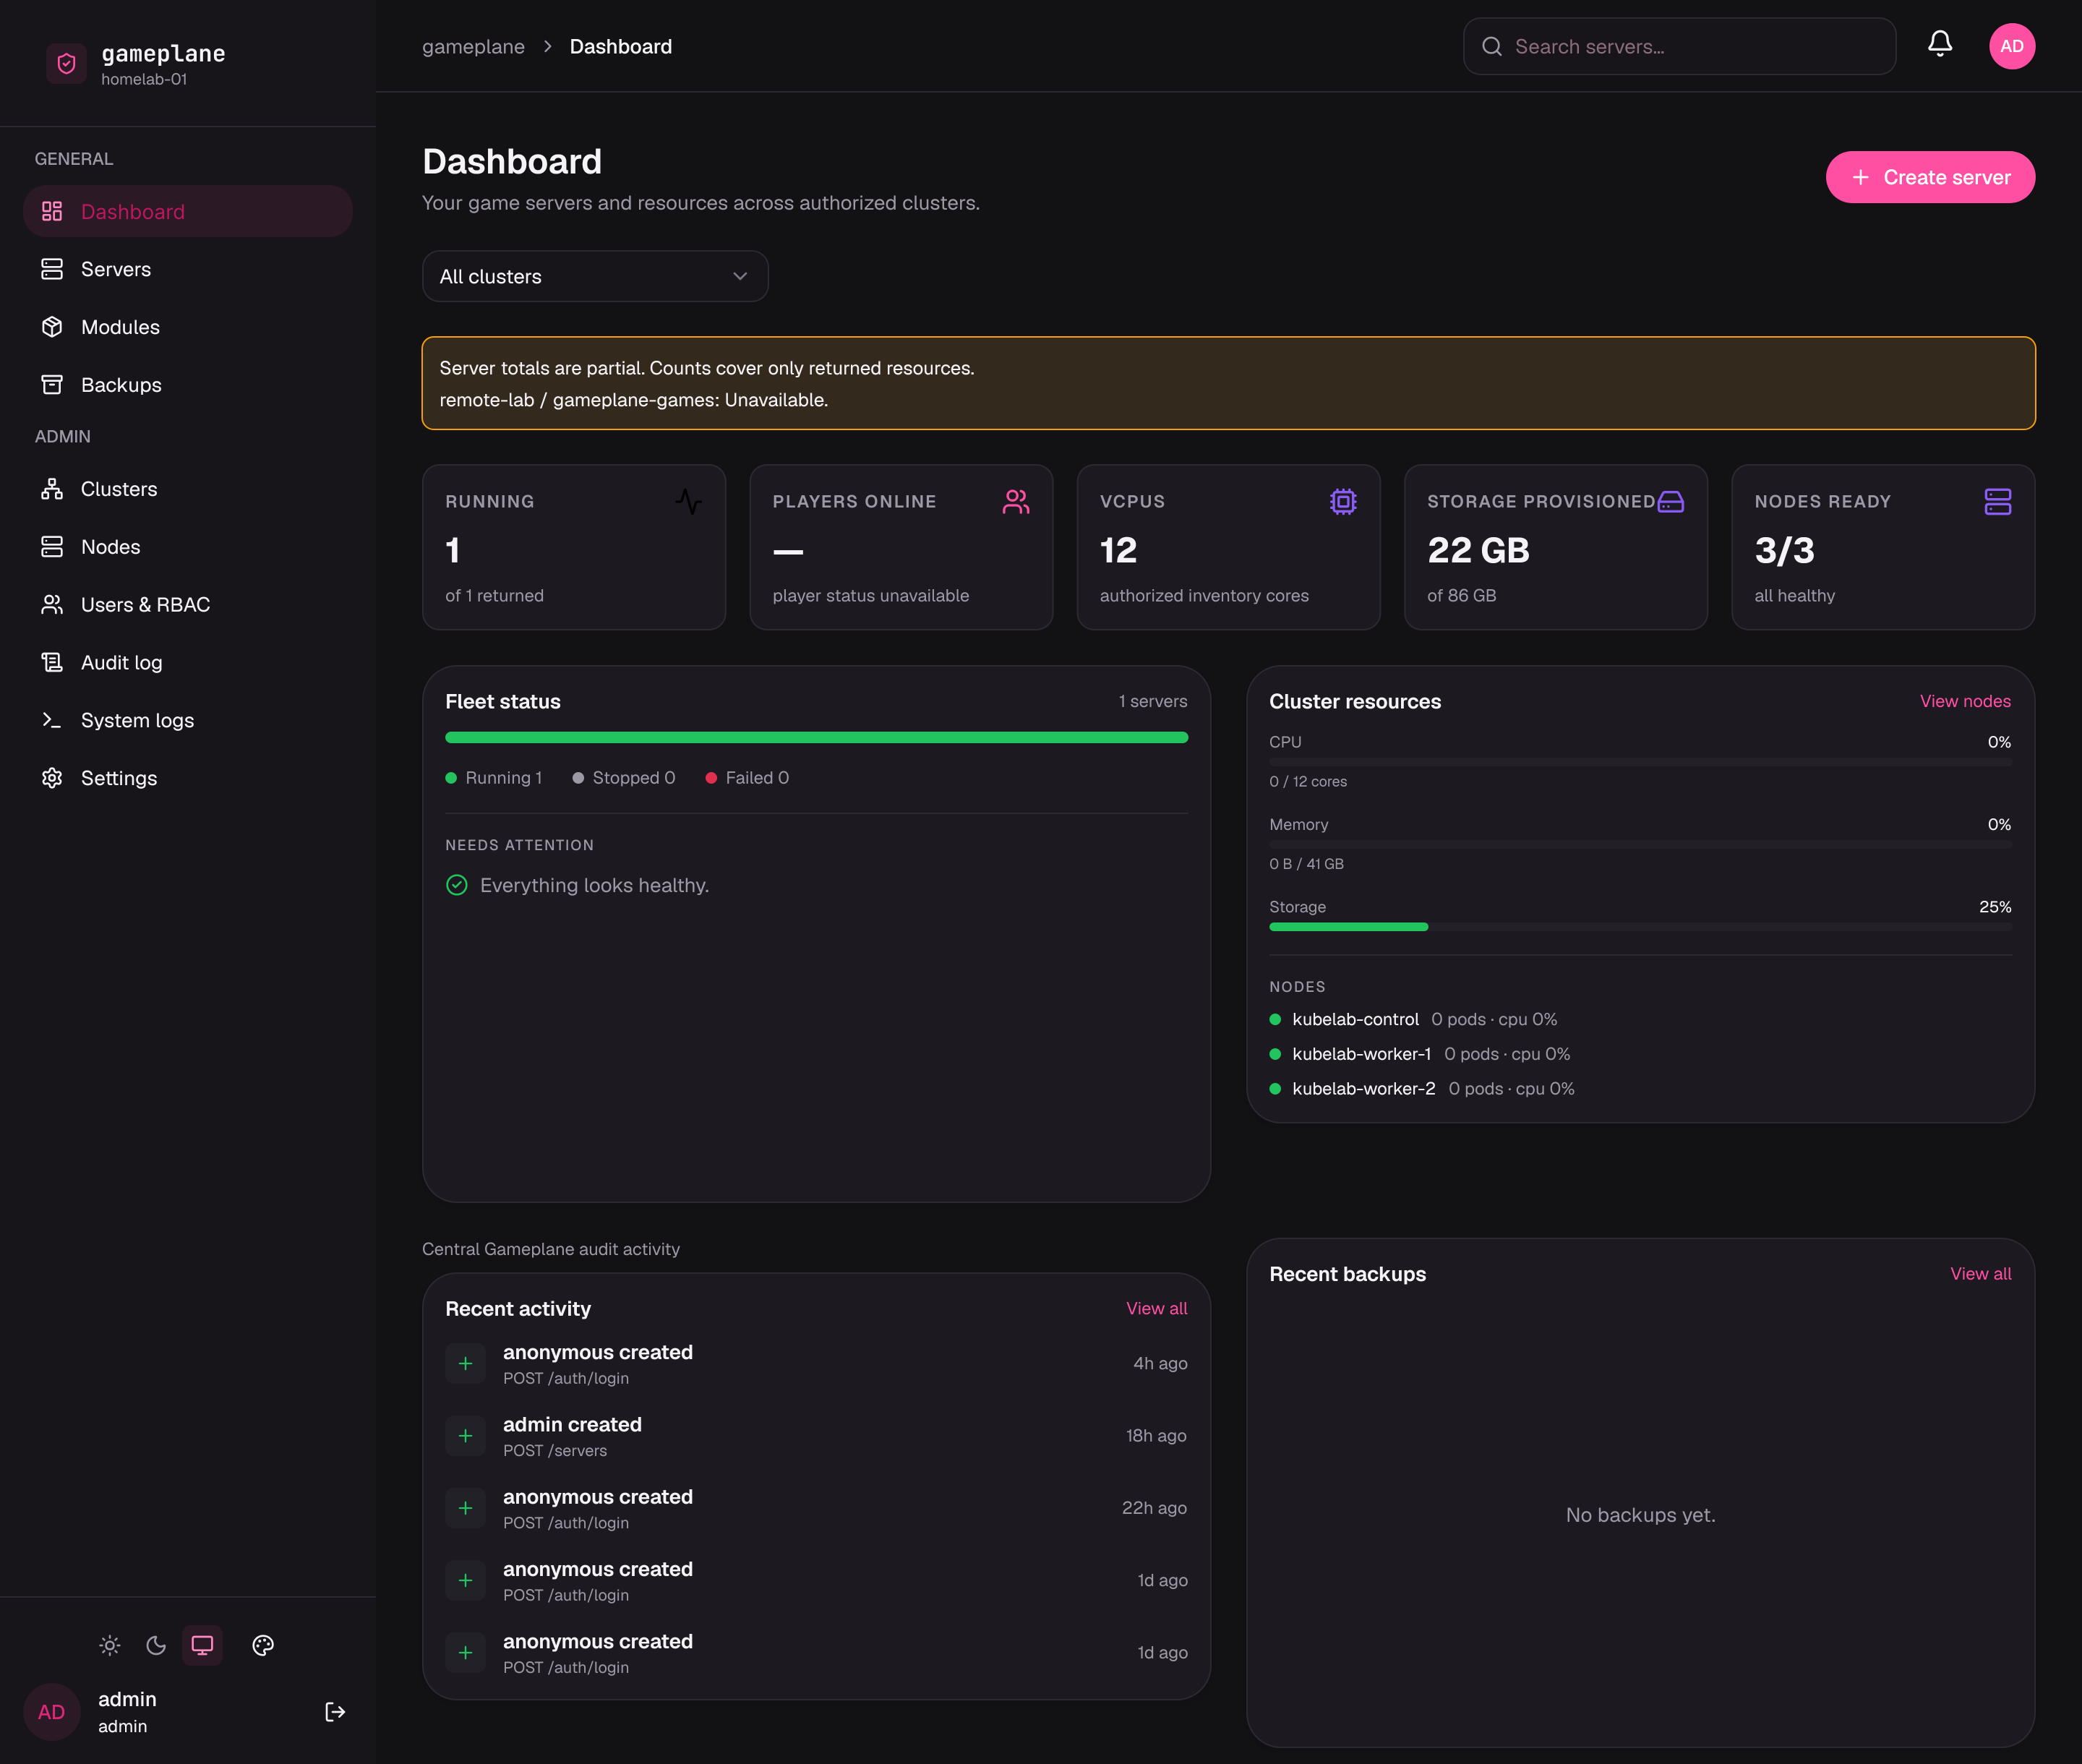 gameplane
homelab-01
GENERAL
Dashboard
Servers
Modules
Backups
ADMIN
Clusters
Nodes
Users & RBAC
Audit log
System logs
Settings
AD
admin
admin
gameplane > Dashboard
Search servers...
AD
Dashboard
Your game servers and resources across authorized clusters.
Create server
All clusters
Server totals are partial. Counts cover only returned resources.
remote-lab / gameplane-games: Unavailable.
RUNNING
1
of 1 returned
PLAYERS ONLINE
—
player status unavailable
VCPUS
12
authorized inventory cores
STORAGE PROVISIONED
22 GB
of 86 GB
NODES READY
3/3
all healthy
Fleet status
1 servers
Running 1
Stopped 0
Failed 0
NEEDS ATTENTION
Everything looks healthy.
Cluster resources
View nodes
CPU
0%
0 / 12 cores
Memory
0%
0 B / 41 GB
Storage
25%
NODES
kubelab-control 0 pods · cpu 0%
kubelab-worker-1 0 pods · cpu 0%
kubelab-worker-2 0 pods · cpu 0%
Central Gameplane audit activity
Recent activity
View all
anonymous created
POST /auth/login
4h ago
admin created
POST /servers
18h ago
anonymous created
POST /auth/login
22h ago
anonymous created
POST /auth/login
1d ago
anonymous created
POST /auth/login
1d ago
Recent backups
View all
No backups yet.